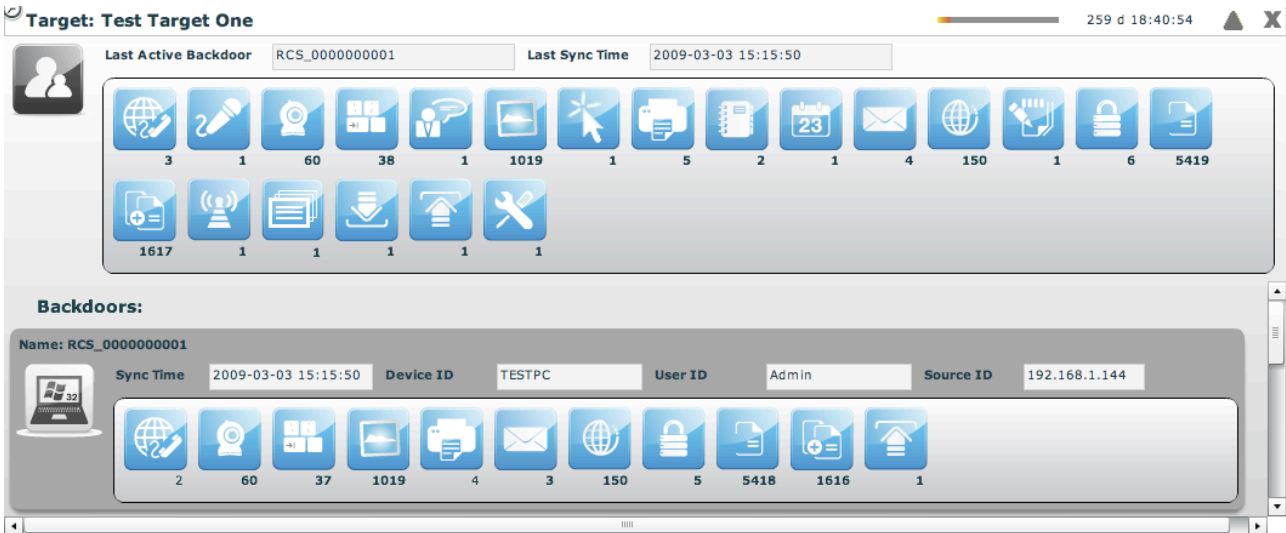 Target: Test Target One 259 d 18:40:54 X
Last Active Backdoor RCS_0000000001 Last Sync Time 2009-03-03 15:15:50
23
3 1 60 38 1 1019 1 5 2 1 4 150 1 6 5419
1617 1 1 1 1 1
Backdoors:
Name: RCS_0000000001
Sync Time 2009-03-03 15:15:50 Device ID TESTPC User ID Admin Source ID 192.168.1.144
32
2 60 37 1019 4 3 150 5 5418 1616 1